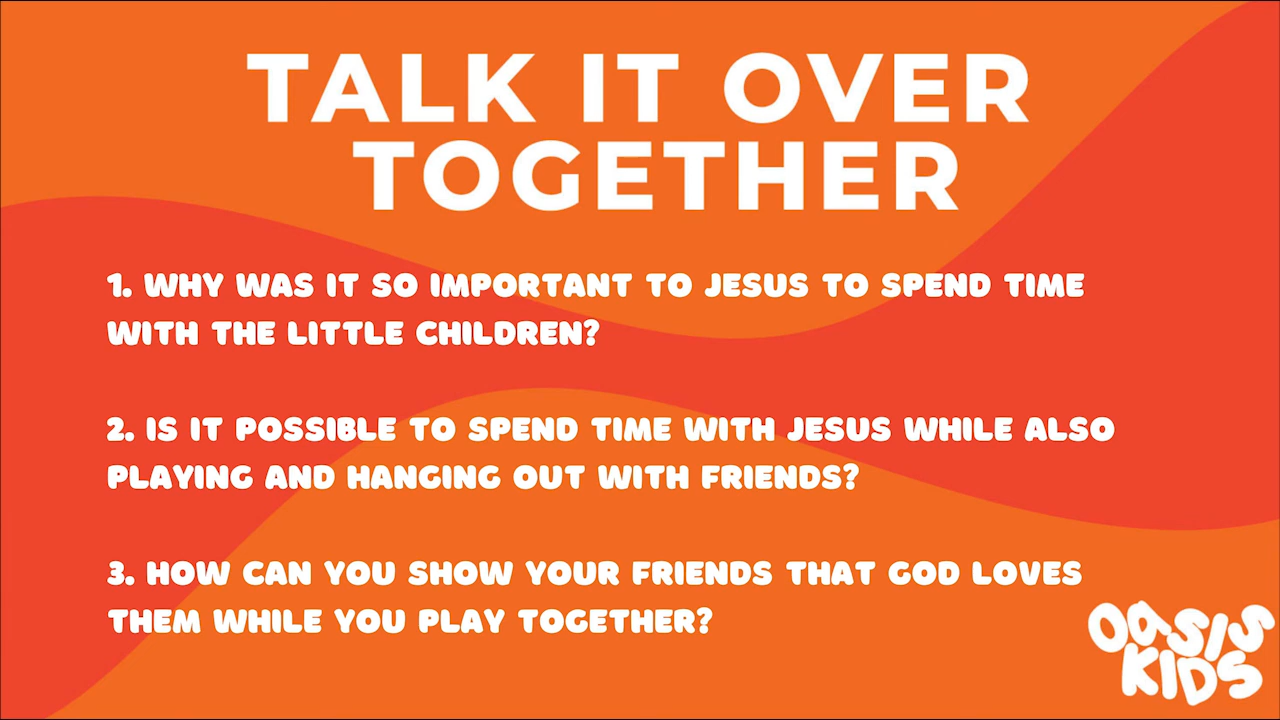 TALK IT OVER
TOGETHER
1. WHY WAS IT SO IMPORTANT TO JESUS TO SPEND TIME
WITH THE LITTLE CHILDREN?
2. IS IT POSSIBLE TO SPEND TIME WITH JESUS WHILE ALSO
PLAYING AND HANGING OUT WITH FRIENDS?
3. HOW CAN YOU SHOW YOUR FRIENDS THAT GOD LOVES
THEM WHILE YOU PLAY TOGETHER?
OASIS
KIDS